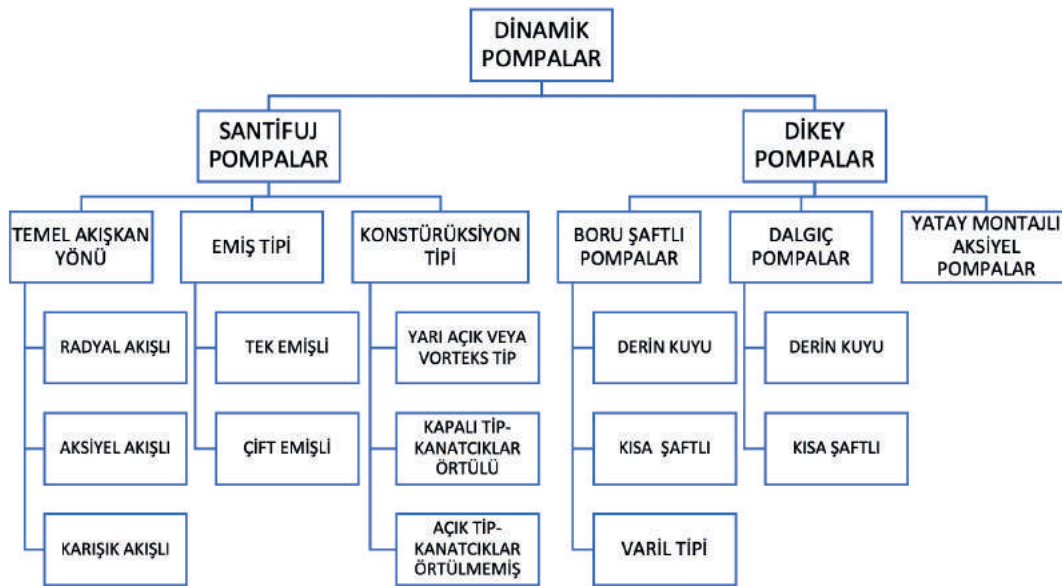 DİNAMİK
POMPALAR
SANTİFUJ
POMPALAR
DİKEY
POMPALAR
TEMEL AKIŞKAN
YÖNÜ
EMİŞ TİPİ
KONSTÜRÜKSİYON
TİPİ
BORU ŞAFTLI
POMPALAR
DALGIÇ
POMPALAR
YATAY MONTAJLI
AKSİYEL
POMPALAR
RADYAL AKIŞLI
TEK EMİŞLİ
YARI AÇIK VEYA
VORTEKS TİP
DERİN KUYU
DERİN KUYU
AKSİYEL AKIŞLI
ÇİFT EMİŞLİ
KAPALI TİP-
KANATCIKLAR
ÖRTÜLÜ
KISA ŞAFTLI
KISA ŞAFTLI
KARIŞIK AKIŞLI
AÇIK TİP-
KANATCIKLAR
ÖRTÜLMEMİŞ
VARİL TİPİ